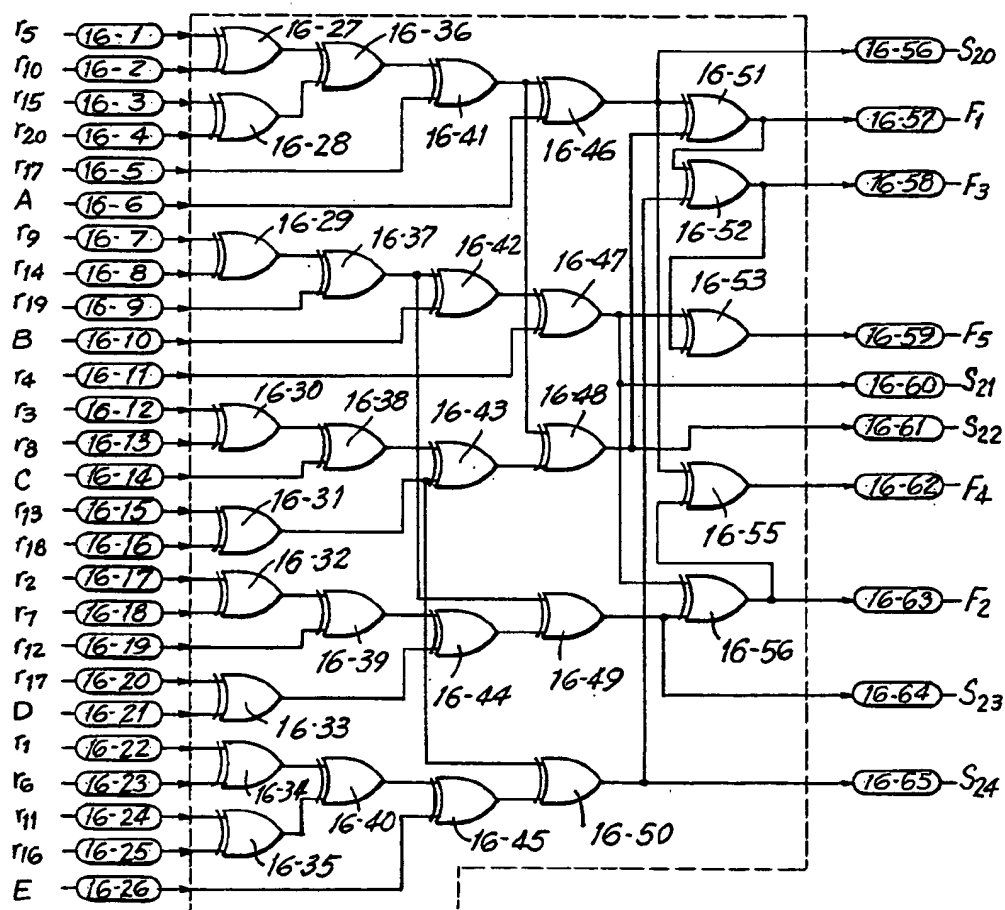 r5 16-1 16-27 16-36 16-56 S20
r10 16-2 16-51
r15 16-3 16-57 F1
r20 16-4 16-28 16-41 16-46
r17 16-5 16-58 F3
A 16-6 16-52
r9 16-7 16-29 16-37 16-42 16-47
r14 16-8 16-53
r19 16-9
B 16-10 16-59 F5
r4 16-11 16-60 S21
r3 16-12 16-30 16-38 16-43 16-48 16-61 S22
r8 16-13
C 16-14 16-62 F4
r13 16-15 16-31 16-55
r18 16-16
r2 16-17 16-32 16-63 F2
r7 16-18
r12 16-19 16-39 16-44 16-49 16-56
r17 16-20 16-64 S23
D 16-21 16-33
r1 16-22
r6 16-23 16-34 16-65 S24
r11 16-24 16-40 16-45 16-50
r16 16-25 16-35
E 16-26